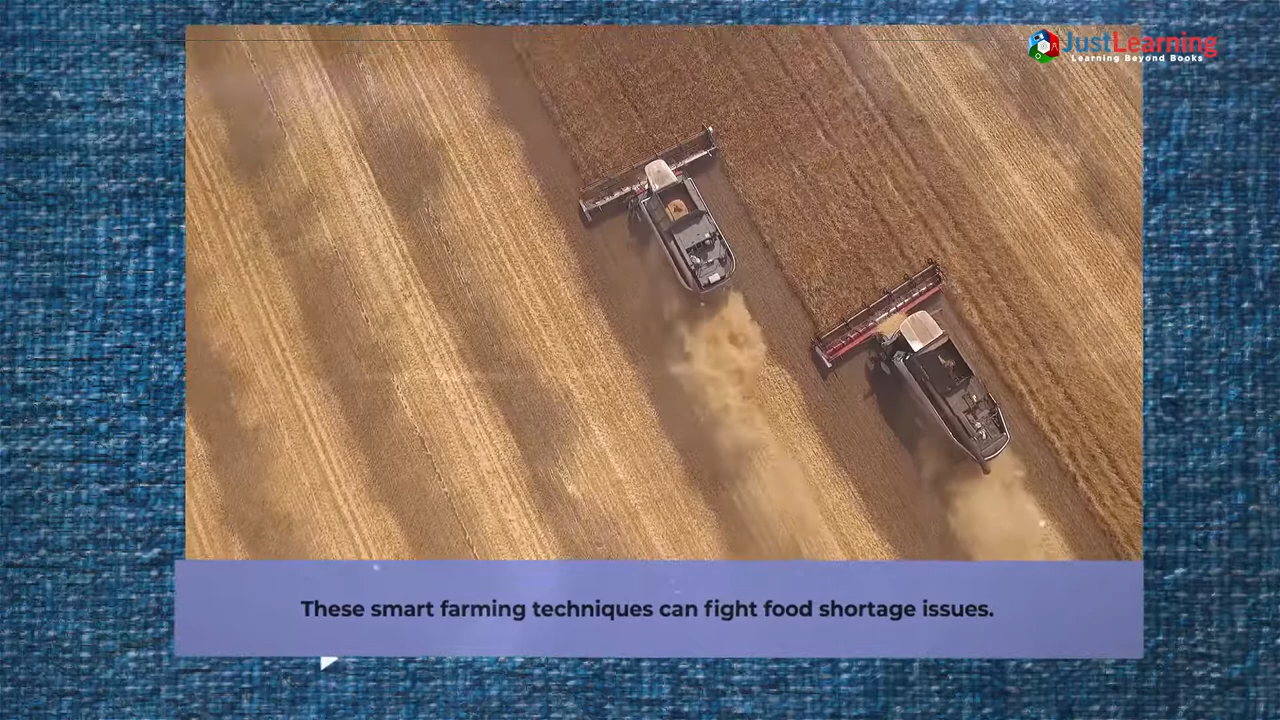 JustLearning
Learning Beyond Books
These smart farming techniques can fight food shortage issues.